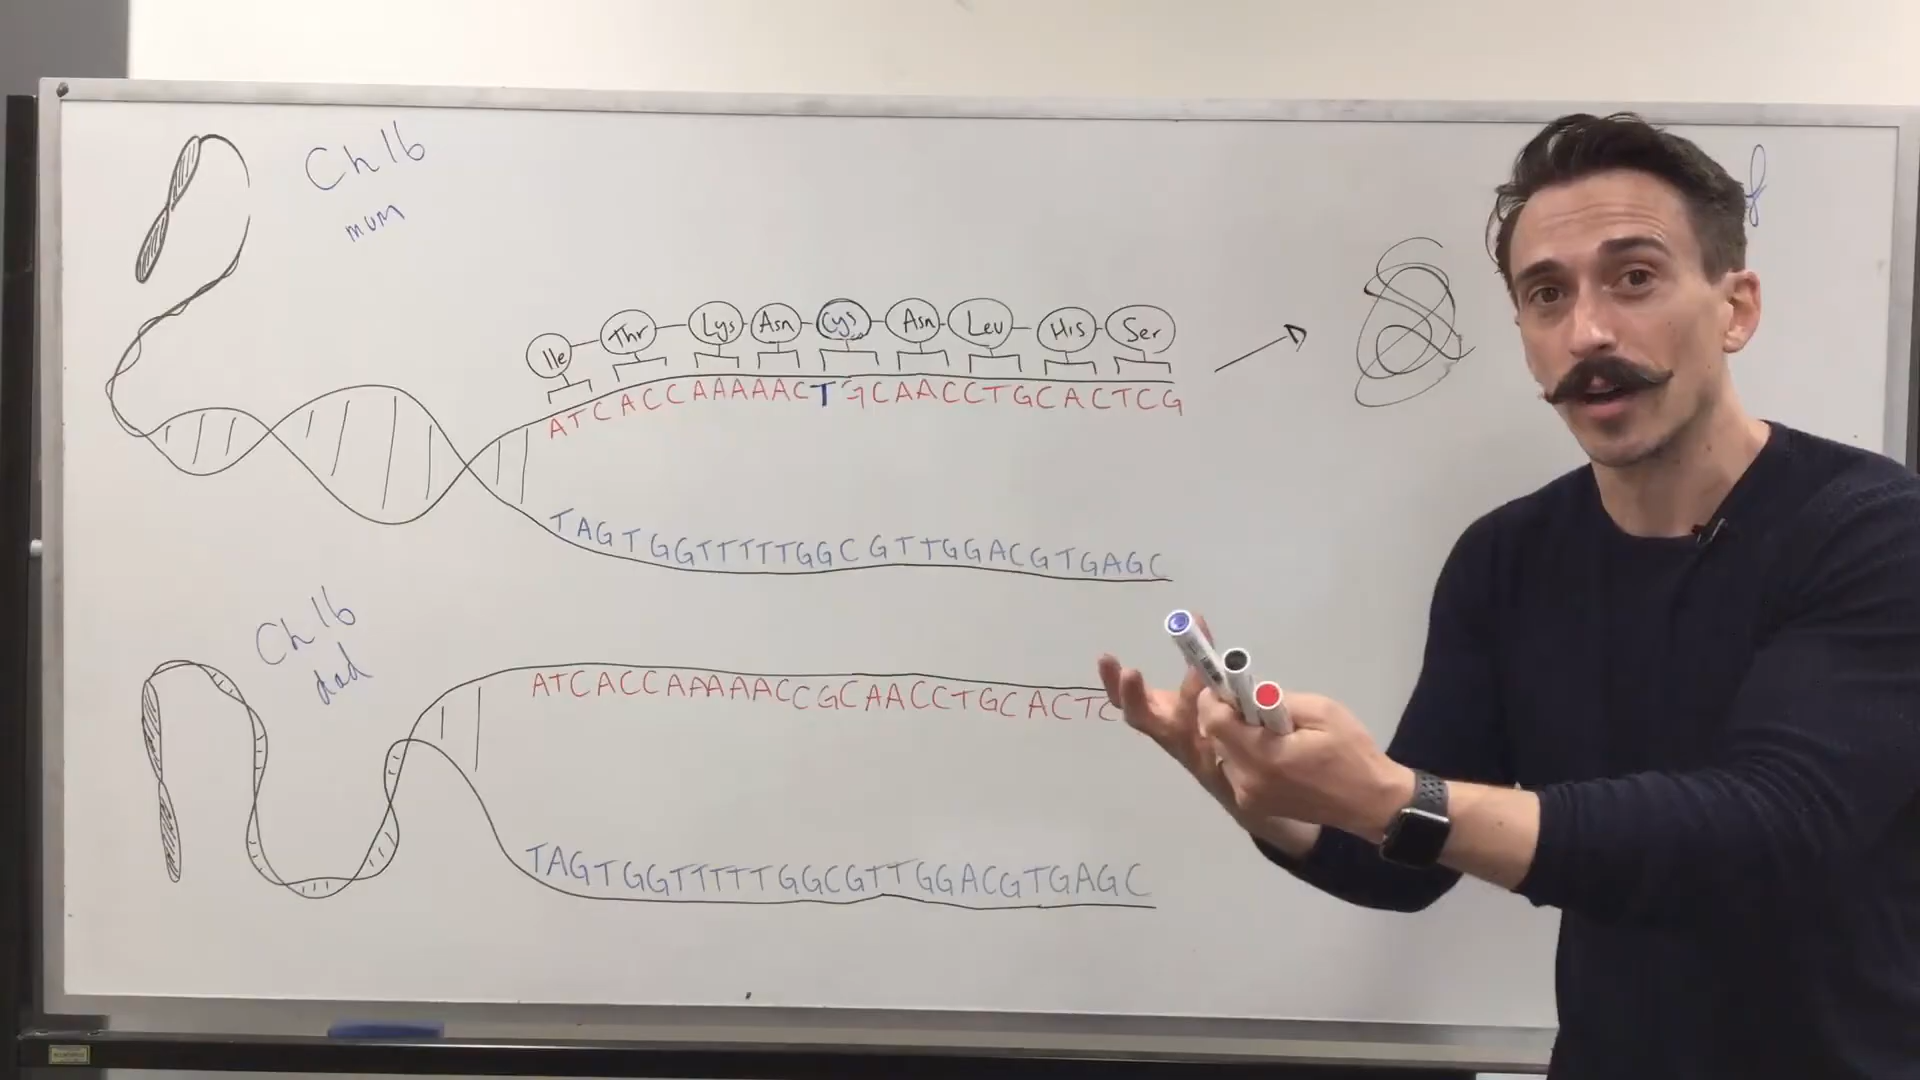 Ch 16
mum
Ile Thr Lys Asn Cys Asn Leu His Ser
ATCACCAAAAACTGCAACCTGCACTCG
TAGTGGTTTTTGGCGTTGGACGTGAGC
Ch 16
dad
ATCACCAAAAACCGCAACCTGCACTC
TAGTGGTTTTTGGCGTTGGACGTGAGC